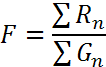 F = ∑ Rₙ / ∑ Gₙ